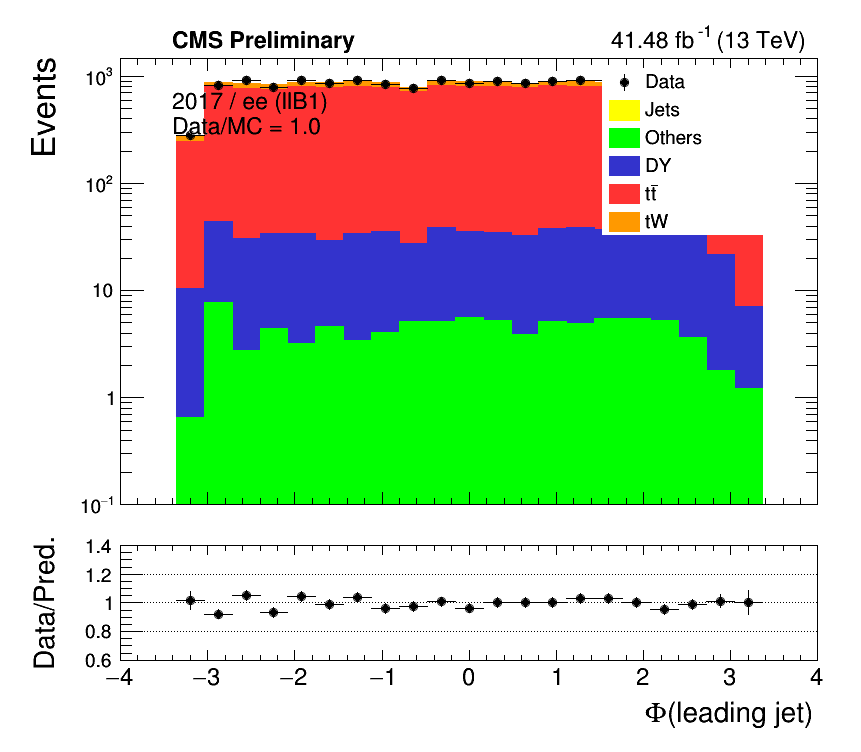 CMS Preliminary
41.48 fb⁻¹ (13 TeV)
Events
10³
10²
10
1
10⁻¹
2017 / ee (IIB1)
Data/MC = 1.0
Data
Jets
Others
DY
tt̄
tW
Data/Pred.
1.4
1.2
1
0.8
0.6
−4 −3 −2 −1 0 1 2 3 4
Φ(leading jet)